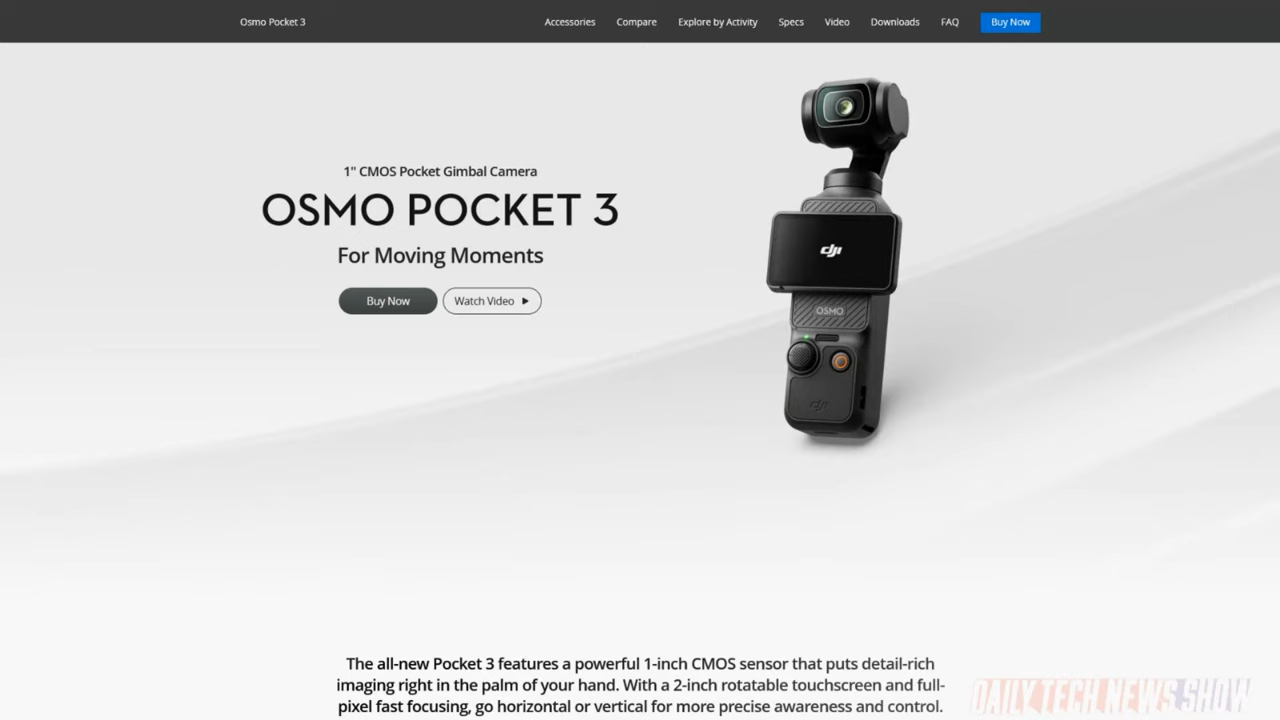 Osmo Pocket 3
Accessories Compare Explore by Activity Specs Video Downloads FAQ Buy Now
1" CMOS Pocket Gimbal Camera
OSMO POCKET 3
For Moving Moments
Buy Now Watch Video
dji
OSMO
dji
The all-new Pocket 3 features a powerful 1-inch CMOS sensor that puts detail-rich
imaging right in the palm of your hand. With a 2-inch rotatable touchscreen and full-
pixel fast focusing, go horizontal or vertical for more precise awareness and control.
DAILY TECH NEWS SHOW